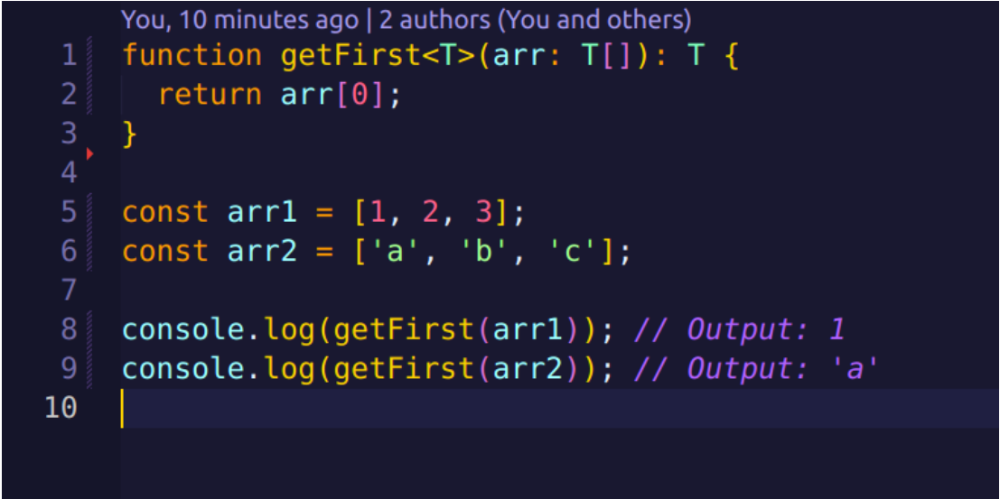 You, 10 minutes ago | 2 authors (You and others)
1 function getFirst<T>(arr: T[]): T {
2   return arr[0];
3 }
4
5 const arr1 = [1, 2, 3];
6 const arr2 = ['a', 'b', 'c'];
7
8 console.log(getFirst(arr1)); // Output: 1
9 console.log(getFirst(arr2)); // Output: 'a'
10